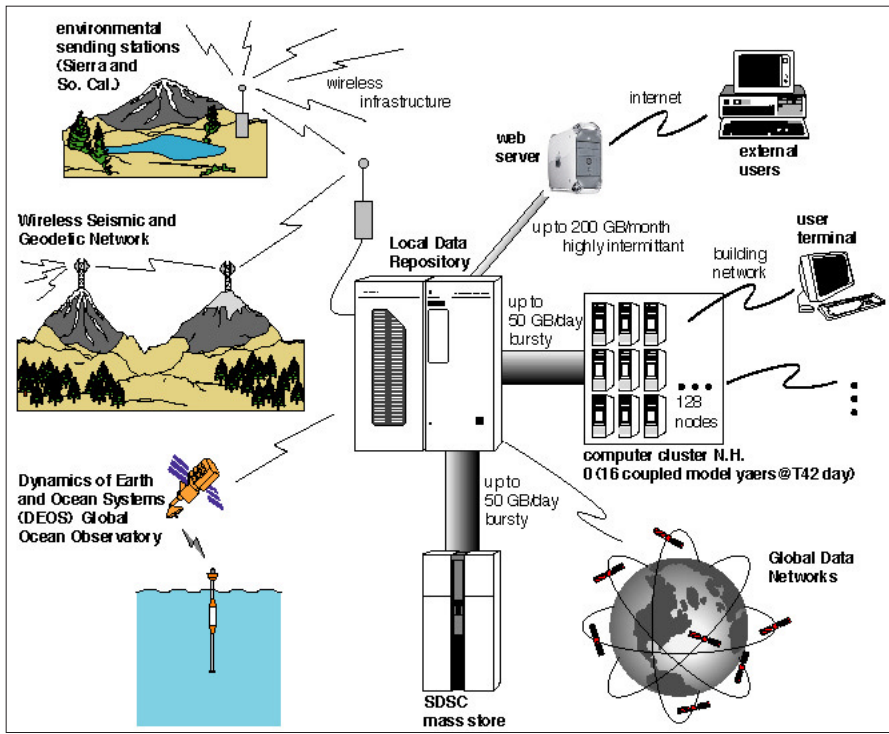 environmental
sending stations
(Sierra and
So. Cal.)
wireless
infrastructure
internet
web
server
external
users
Wireless Seismic and
Geodetic Network
Local Data
Repository
up to 200 GB/month
highly intermittant
user
terminal
building
network
up to
50 GB/day
bursty
128
nodes
computer cluster N.H.
0 (16 coupled model yaers @T42 day)
Dynamics of Earth
and Ocean Systems
(DEOS) Global
Ocean Observatory
up to
50 GB/day
bursty
Global Data
Networks
SDSC
mass store